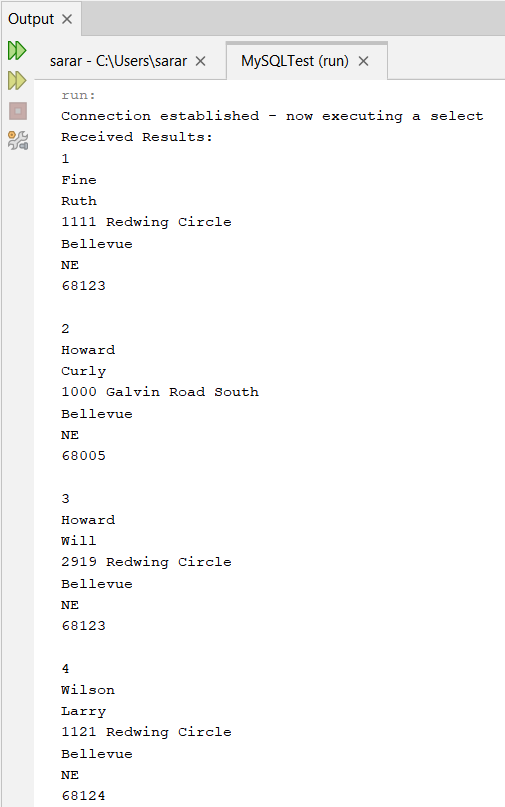 Output
sarar - C:\Users\sarar
MySQLTest (run)
run:
Connection established - now executing a select
Received Results:
1
Fine
Ruth
1111 Redwing Circle
Bellevue
NE
68123
2
Howard
Curly
1000 Galvin Road South
Bellevue
NE
68005
3
Howard
Will
2919 Redwing Circle
Bellevue
NE
68123
4
Wilson
Larry
1121 Redwing Circle
Bellevue
NE
68124